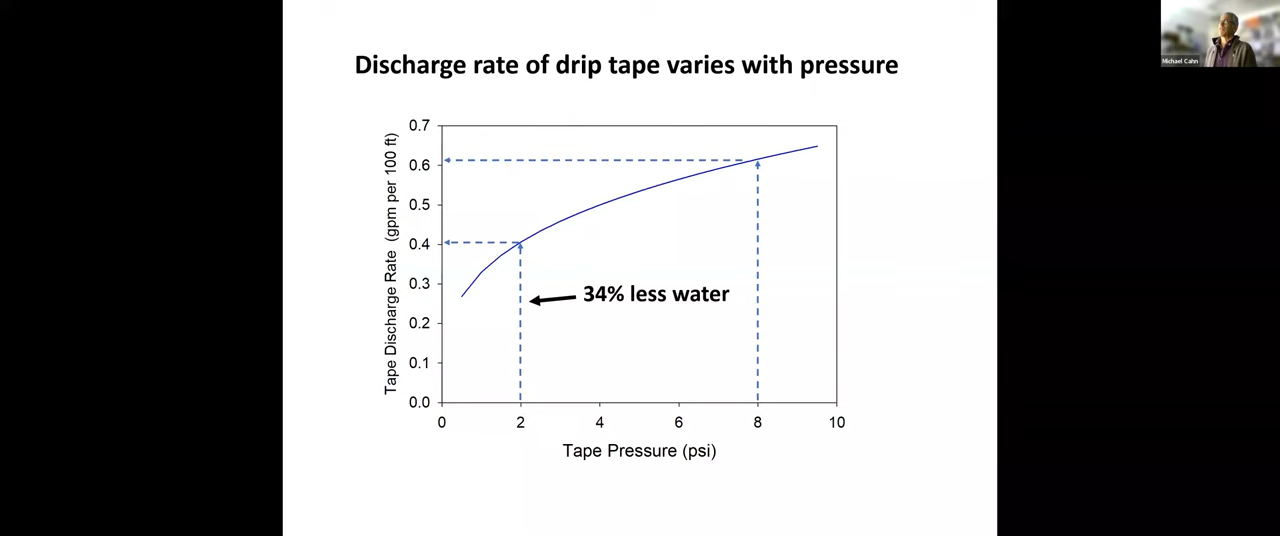 Discharge rate of drip tape varies with pressure
Michael Cahn
Tape Discharge Rate (gpm per 100 ft)
0.7
0.6
0.5
0.4
0.3
0.2
0.1
0.0
34% less water
0 2 4 6 8 10
Tape Pressure (psi)